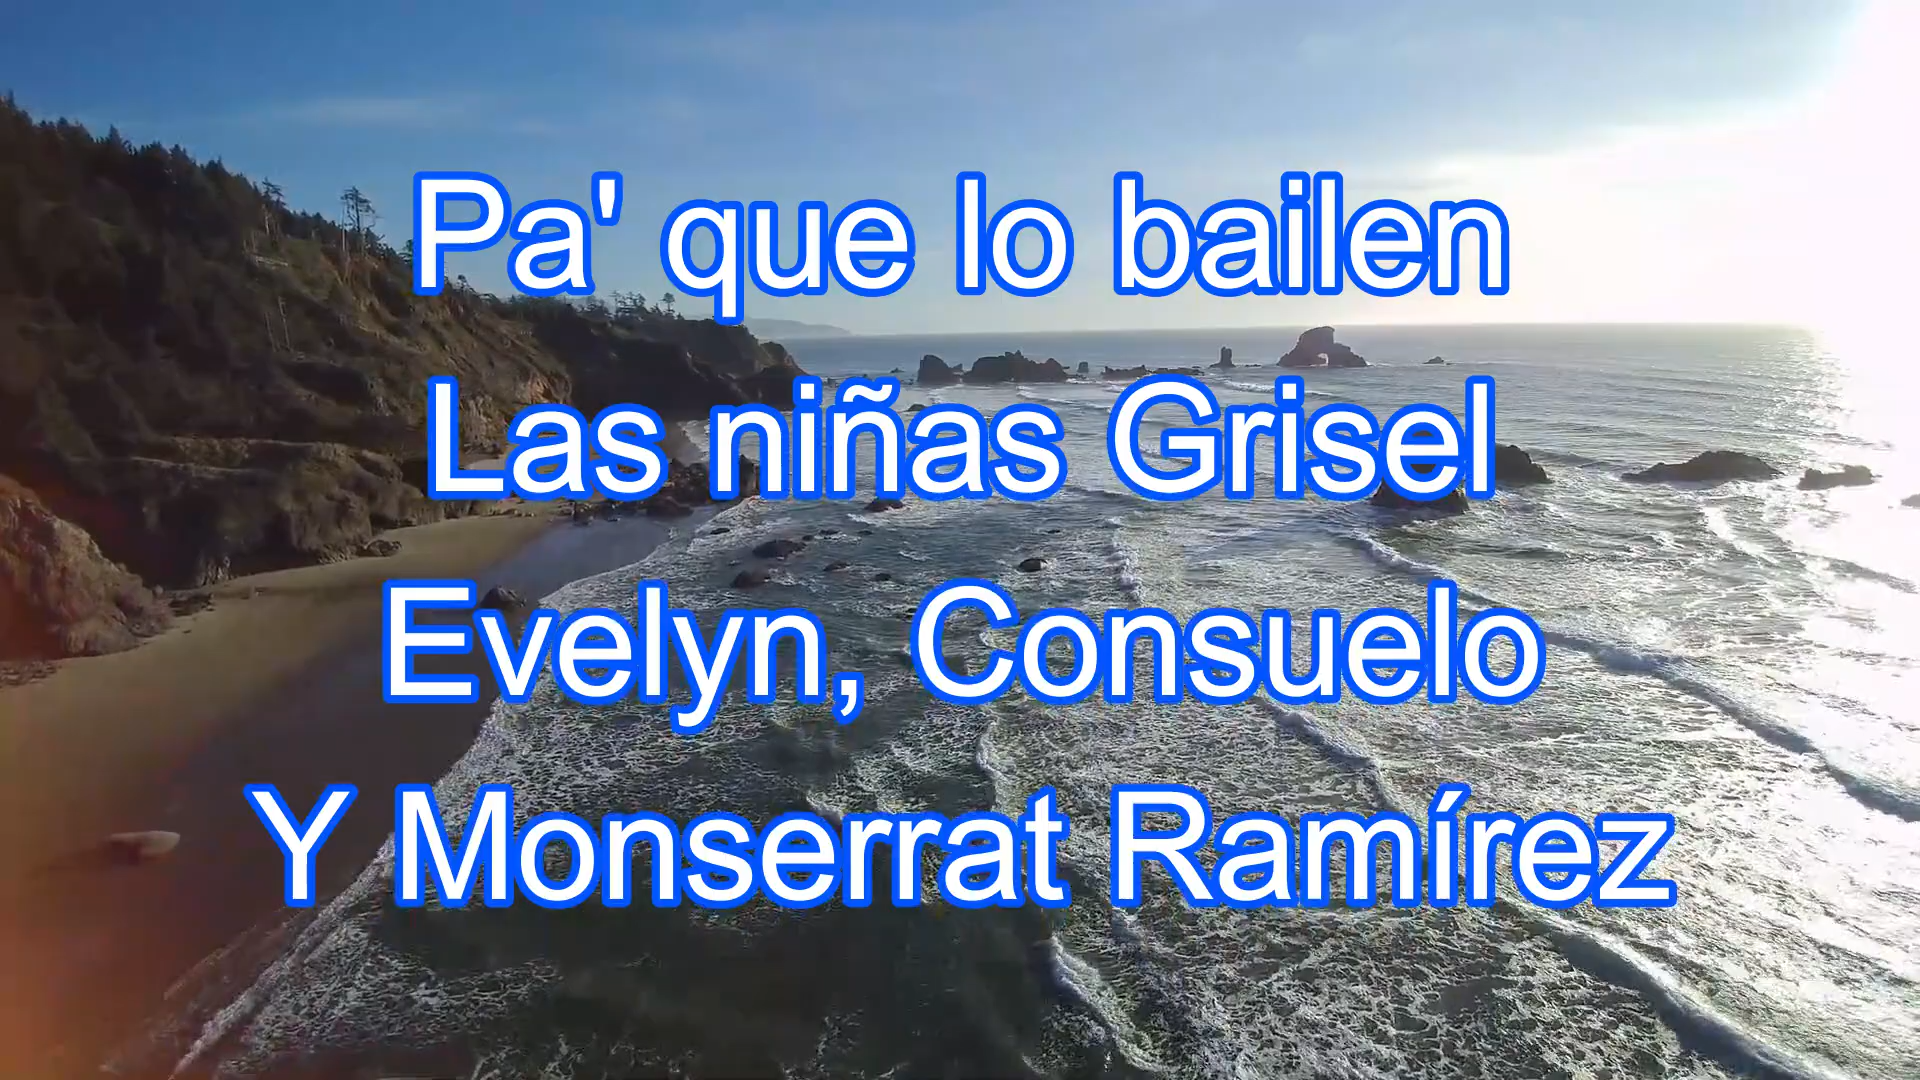 Pa' que lo bailen
Las niñas Grisel
Evelyn, Consuelo
Y Monserrat Ramírez